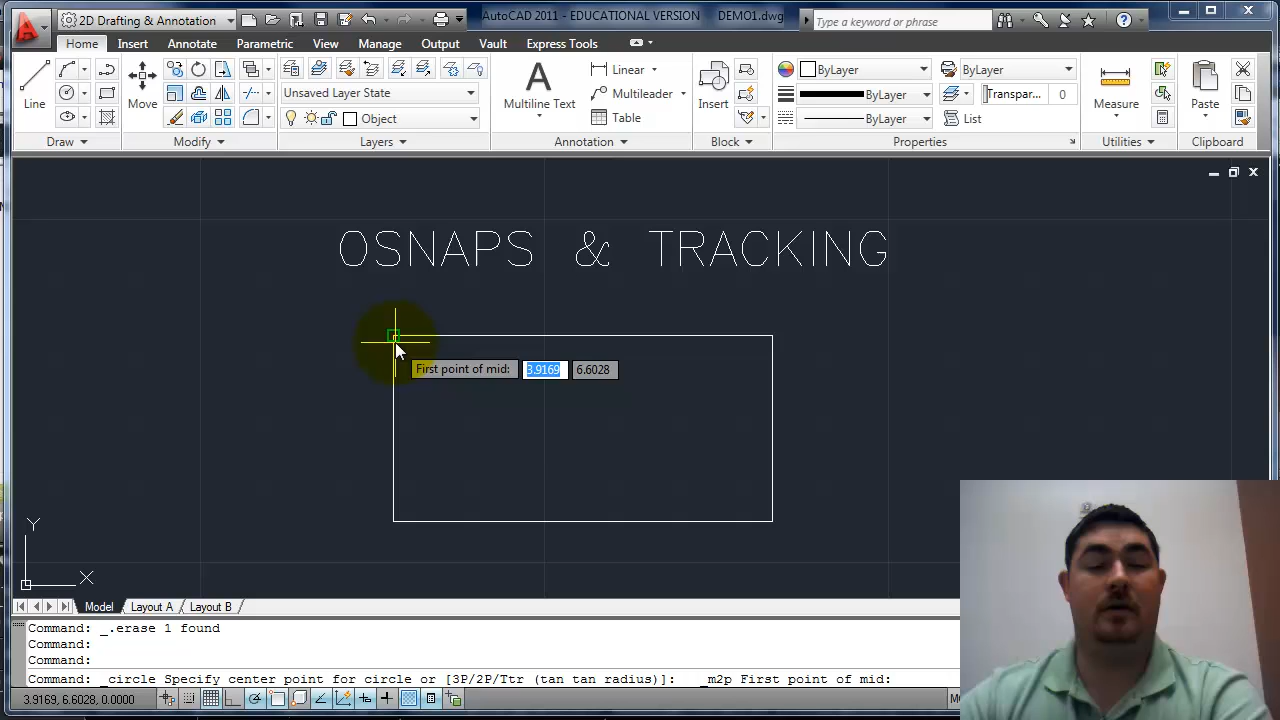 2D Drafting & Annotation
AutoCAD 2011 - EDUCATIONAL VERSION DEMO1.dwg
Type a keyword or phrase
Home Insert Annotate Parametric View Manage Output Vault Express Tools
Line
Move
Unsaved Layer State
Object
Multiline Text
Linear
Multileader
Table
Insert
ByLayer
ByLayer
ByLayer
ByLayer
Transpar... 0
List
Measure
Paste
Draw Modify Layers Annotation Block Properties Utilities Clipboard
OSNAPS & TRACKING
First point of mid: 3.9169 6.6028
Y
X
Model Layout A Layout B
Command: _.erase 1 found
Command:
Command:
Command: _circle Specify center point for circle or [3P/2P/Ttr (tan tan radius)]: _m2p First point of mid:
3.9169, 6.6028, 0.0000